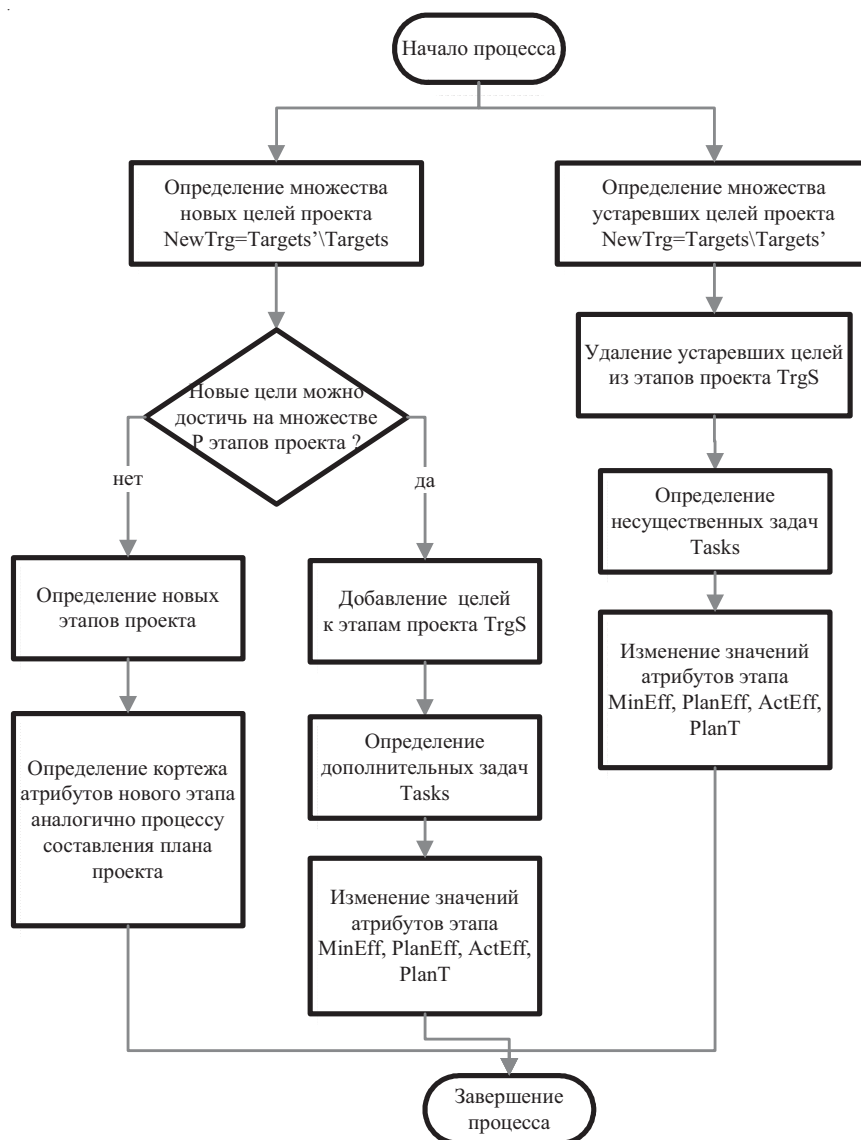 Начало процесса
Определение множества
новых целей проекта
NewTrg=Targets’\Targets
Определение множества
устаревших целей проекта
NewTrg=Targets\Targets’
Удаление устаревших целей
из этапов проекта TrgS
Новые цели можно
достичь на множестве
P этапов проекта ?
нет
да
Определение
несущественных задач
Tasks
Определение новых
этапов проекта
Добавление целей
к этапам проекта TrgS
Изменение значений
атрибутов этапа
MinEff, PlanEff, ActEff,
PlanT
Определение кортежа
атрибутов нового этапа
аналогично процессу
составления плана
проекта
Определение
дополнительных задач
Tasks
Изменение значений
атрибутов этапа
MinEff, PlanEff, ActEff,
PlanT
Завершение
процесса